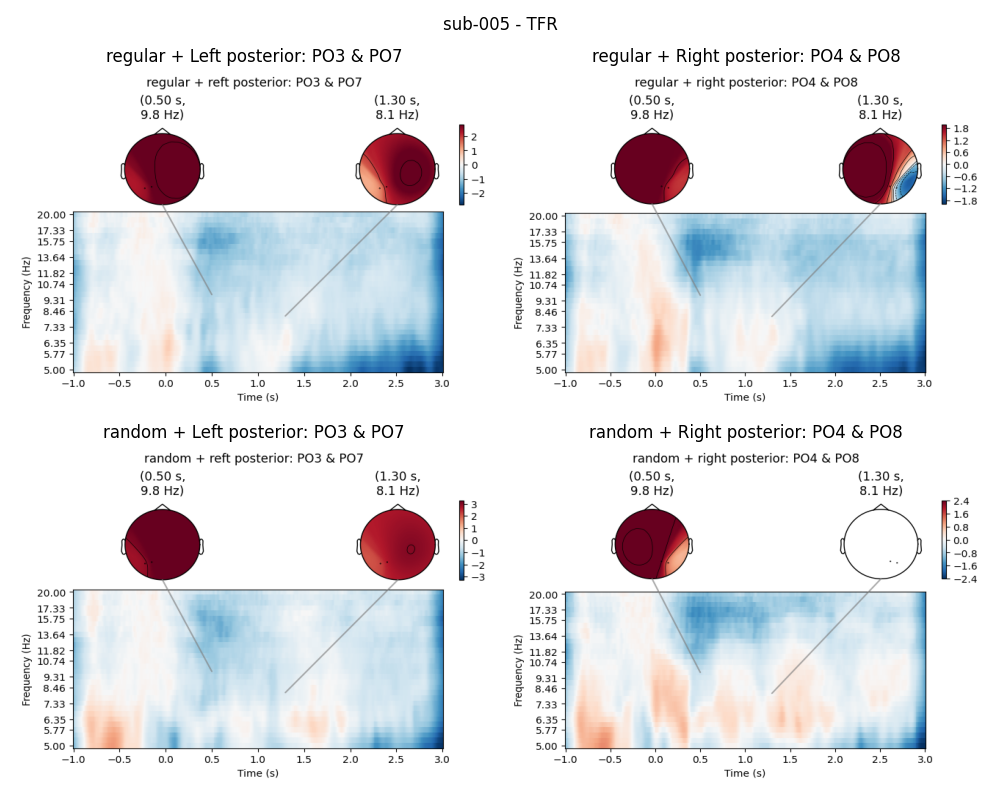 sub-005 - TFR
regular + Left posterior: PO3 & PO7
regular + reft posterior: PO3 & PO7
(0.50 s,
9.8 Hz)
(1.30 s,
8.1 Hz)
2
1
0
−1
−2
20.00
17.33
15.75
13.64
11.82
10.74
9.31
8.46
7.33
6.35
5.77
5.00
Frequency (Hz)
−1.0 −0.5 0.0 0.5 1.0 1.5 2.0 2.5 3.0
Time (s)
regular + Right posterior: PO4 & PO8
regular + right posterior: PO4 & PO8
(0.50 s,
9.8 Hz)
(1.30 s,
8.1 Hz)
1.8
1.2
0.6
0.0
−0.6
−1.2
−1.8
20.00
17.33
15.75
13.64
11.82
10.74
9.31
8.46
7.33
6.35
5.77
5.00
Frequency (Hz)
−1.0 −0.5 0.0 0.5 1.0 1.5 2.0 2.5 3.0
Time (s)
random + Left posterior: PO3 & PO7
random + reft posterior: PO3 & PO7
(0.50 s,
9.8 Hz)
(1.30 s,
8.1 Hz)
3
2
1
0
−1
−2
−3
20.00
17.33
15.75
13.64
11.82
10.74
9.31
8.46
7.33
6.35
5.77
5.00
Frequency (Hz)
−1.0 −0.5 0.0 0.5 1.0 1.5 2.0 2.5 3.0
Time (s)
random + Right posterior: PO4 & PO8
random + right posterior: PO4 & PO8
(0.50 s,
9.8 Hz)
(1.30 s,
8.1 Hz)
2.4
1.6
0.8
0.0
−0.8
−1.6
−2.4
20.00
17.33
15.75
13.64
11.82
10.74
9.31
8.46
7.33
6.35
5.77
5.00
Frequency (Hz)
−1.0 −0.5 0.0 0.5 1.0 1.5 2.0 2.5 3.0
Time (s)